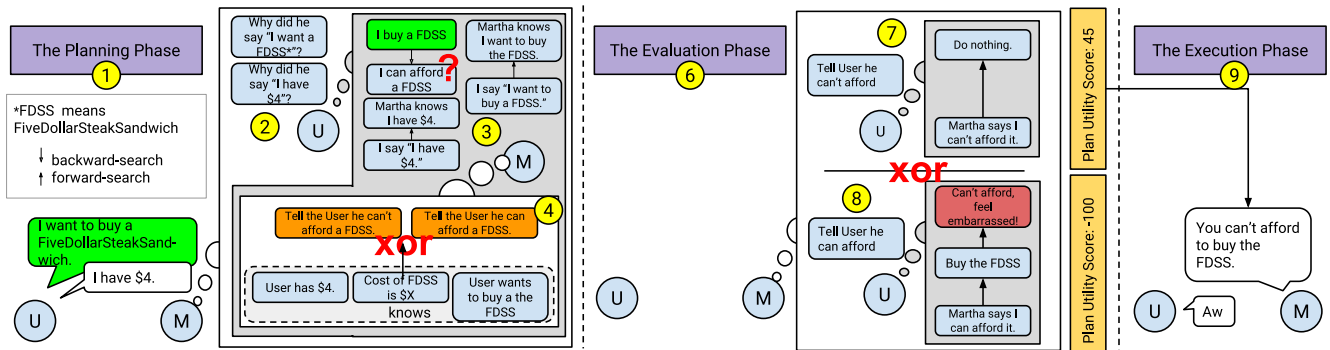 The Planning Phase
1
*FDSS means
FiveDollarSteakSandwich
backward-search
forward-search
I want to buy a
FiveDollarSteakSand-
wich.
I have $4.
U
M
Why did he
say “I want a
FDSS*”?
Why did he
say “I have
$4”?
2
U
I buy a FDSS
?
I can afford
a FDSS
Martha knows
I have $4.
I say “I have
$4.”
Martha knows
I want to buy
the FDSS.
I say “I want to
buy a FDSS.”
3
M
4
Tell the User he can’t
afford a FDSS.
Tell the User he can
afford a FDSS.
xor
User has $4.
Cost of FDSS
is $X
User wants
to buy a the
FDSS
knows
The Evaluation Phase
6
U
M
7
Tell User he
can’t afford
U
Do nothing.
Martha says I
can’t afford it.
xor
8
Tell User he
can afford
U
Can’t afford,
feel
embarrassed!
Buy the FDSS
Martha says I
can afford it.
Plan Utility Score: 45
Plan Utility Score: -100
The Execution Phase
9
You can’t afford
to buy the
FDSS.
U
Aw
M